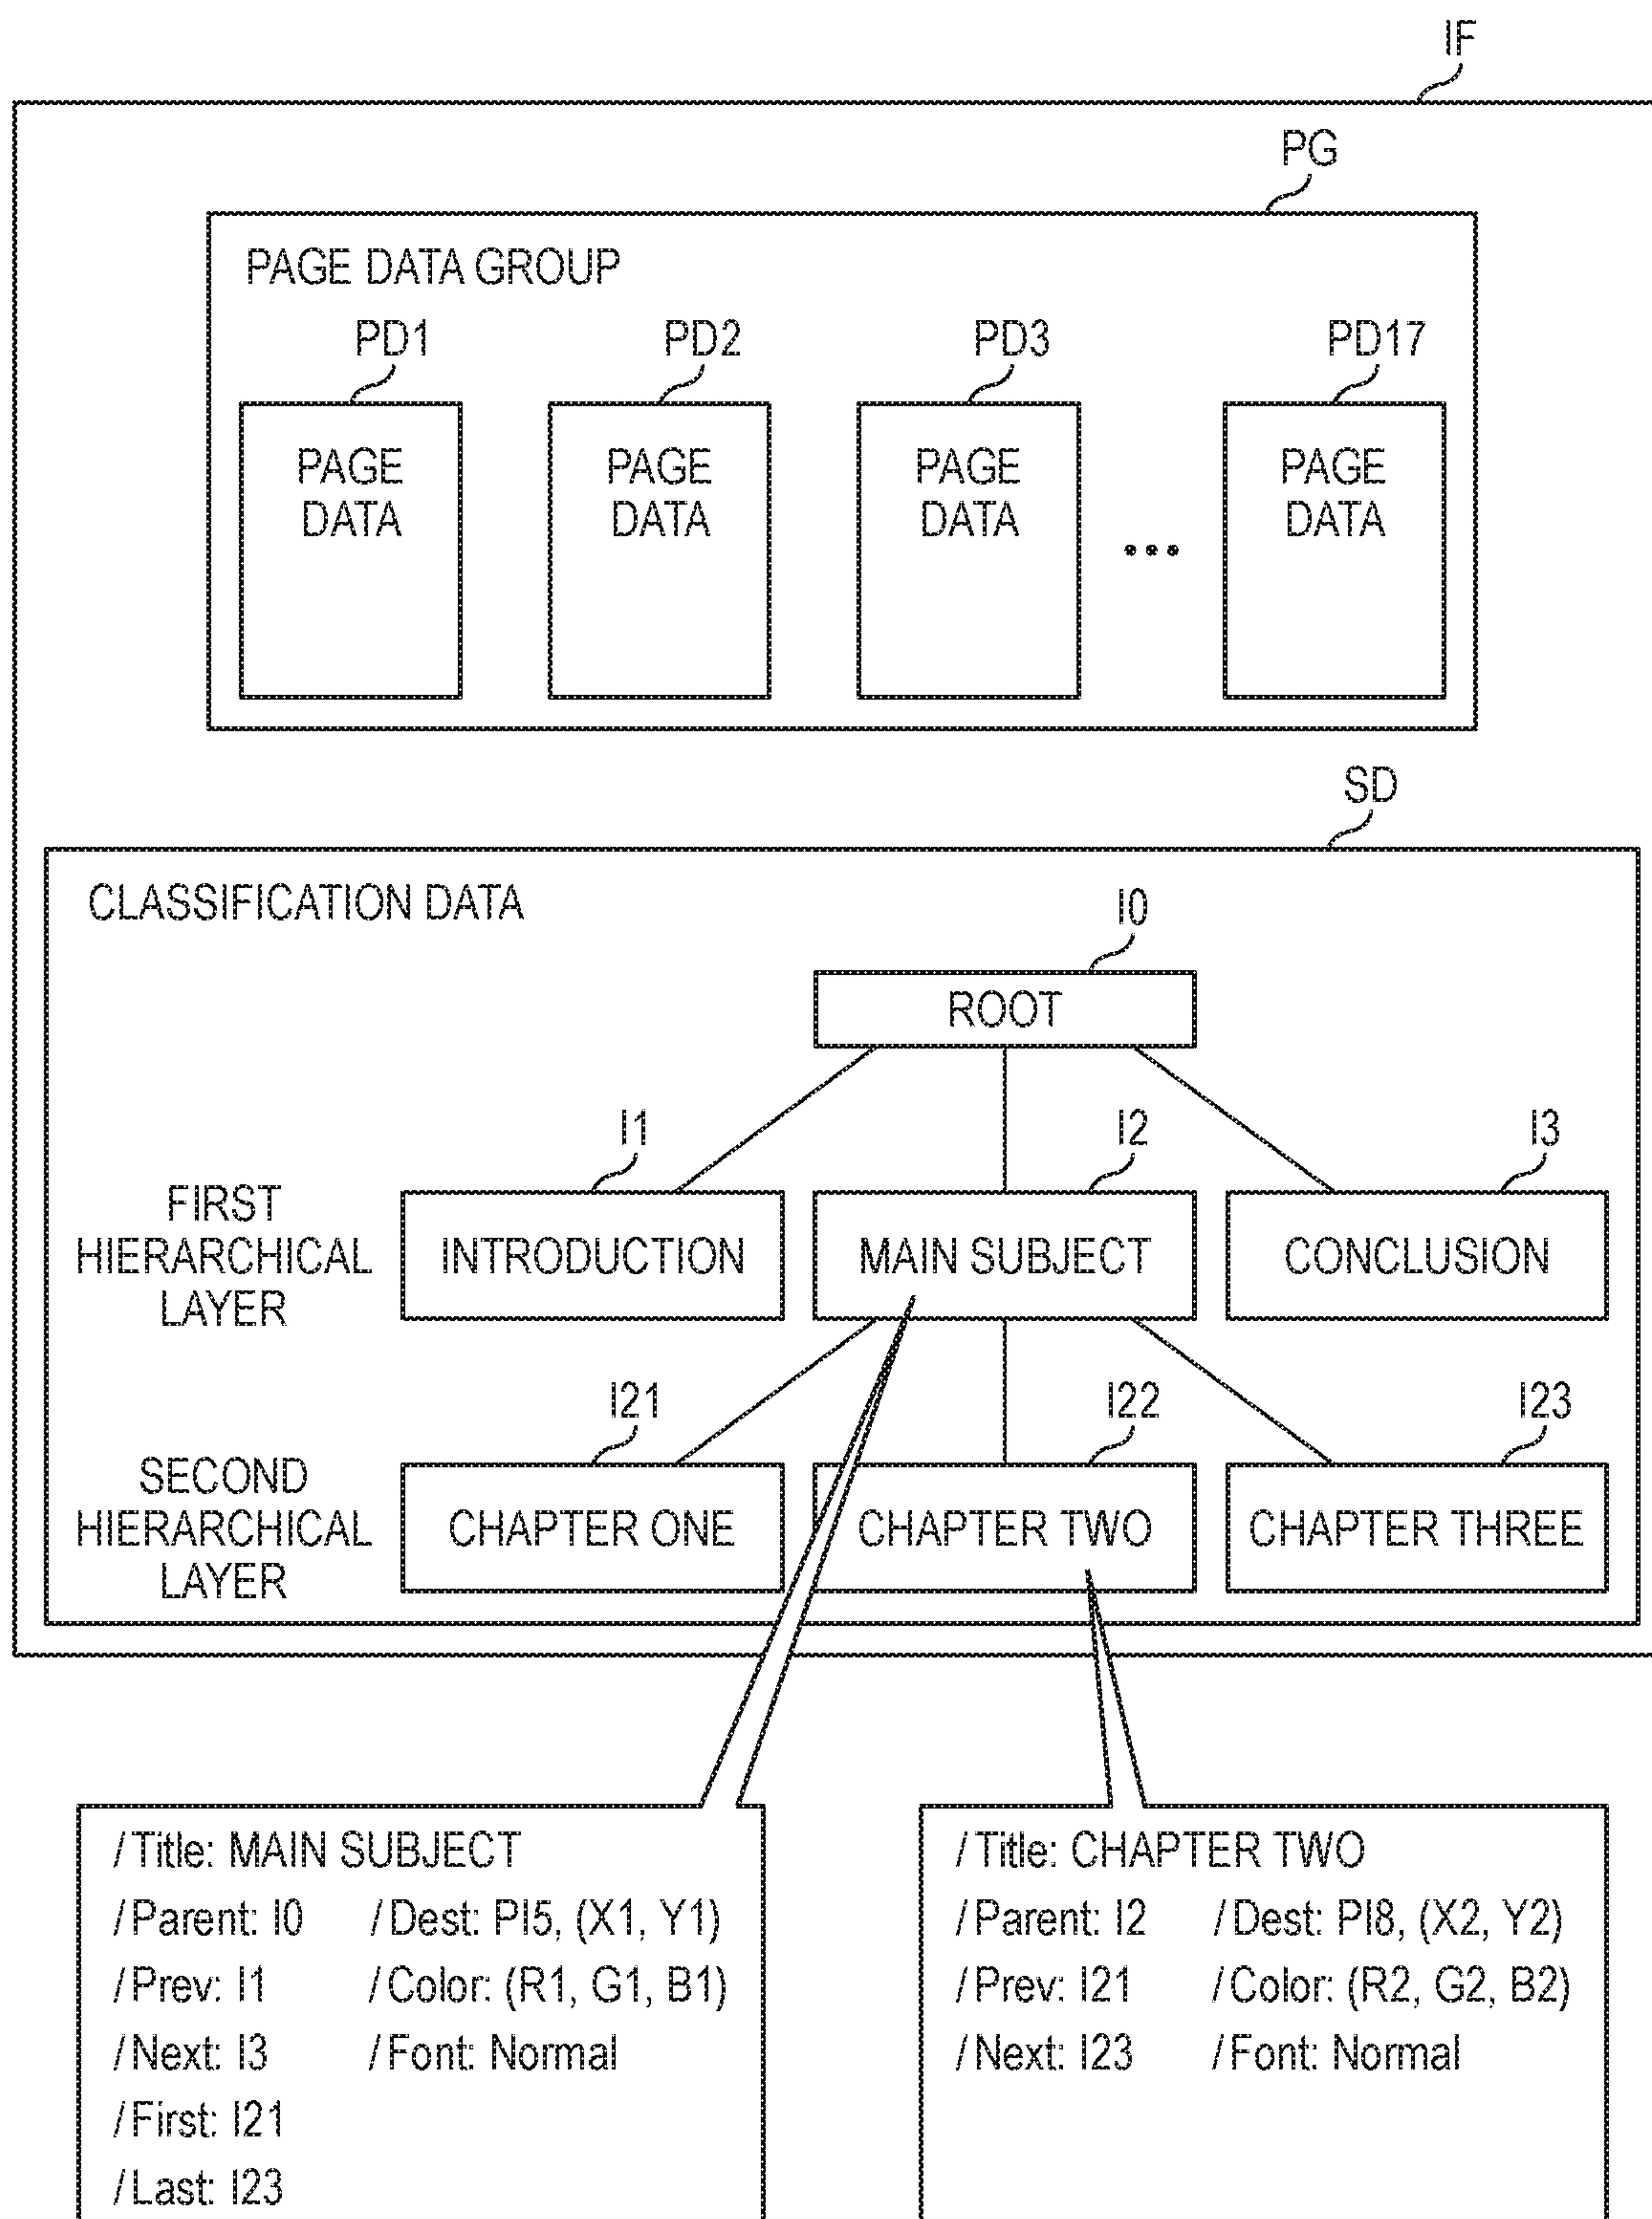 IF
PG
PAGE DATA GROUP
PD1 PD2 PD3 PD17
PAGE PAGE PAGE PAGE
DATA DATA DATA ... DATA
SD
CLASSIFICATION DATA
I0
ROOT
I1 I2 I3
FIRST
HIERARCHICAL
LAYER
INTRODUCTION MAIN SUBJECT CONCLUSION
I21 I22 I23
SECOND
HIERARCHICAL
LAYER
CHAPTER ONE CHAPTER TWO CHAPTER THREE
/Title: MAIN SUBJECT
/Parent: I0 /Dest: PI5, (X1, Y1)
/Prev: I1 /Color: (R1, G1, B1)
/Next: I3 /Font: Normal
/First: I21
/Last: I23
/Title: CHAPTER TWO
/Parent: I2 /Dest: PI8, (X2, Y2)
/Prev: I21 /Color: (R2, G2, B2)
/Next: I23 /Font: Normal